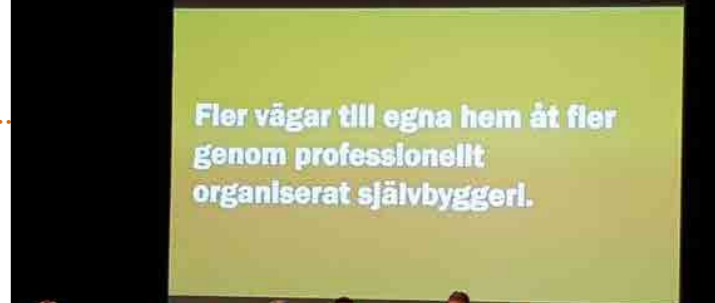 Fler vägar till egna hem åt fler
genom professionellt
organiserat självbyggeri.